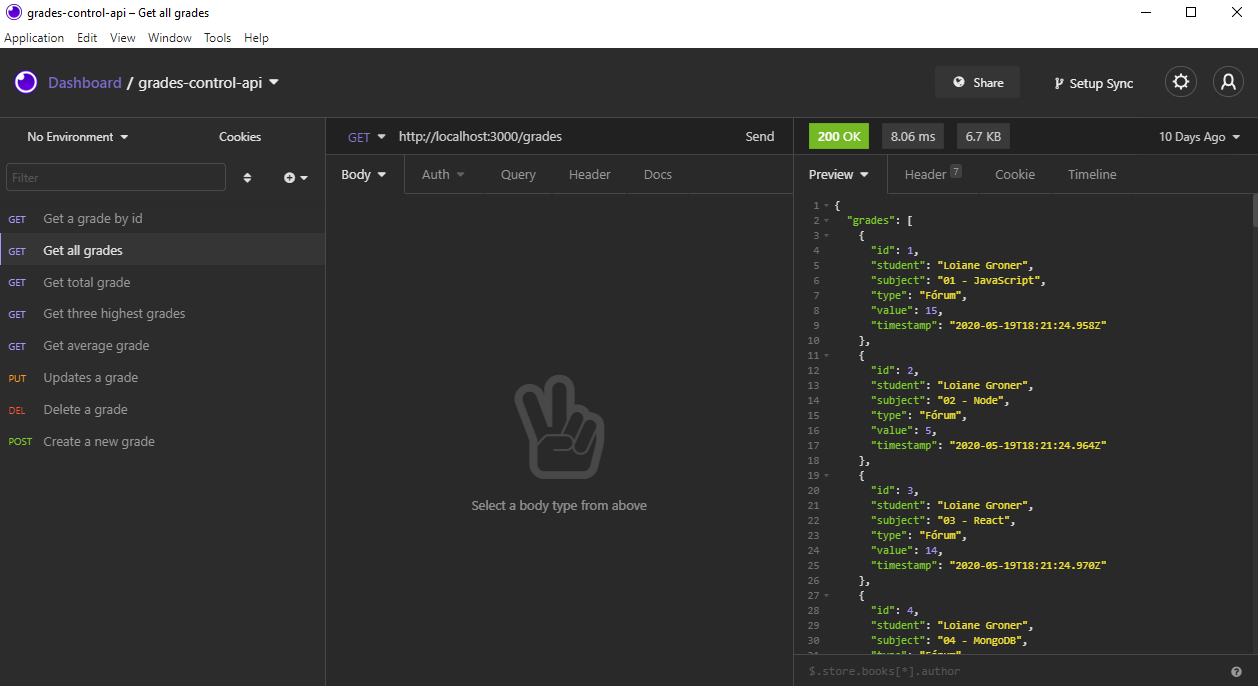 grades-control-api – Get all grades
Application Edit View Window Tools Help
Dashboard / grades-control-api
Share
Setup Sync
No Environment
Cookies
Filter
GET Get a grade by id
GET Get all grades
GET Get total grade
GET Get three highest grades
GET Get average grade
PUT Updates a grade
DEL Delete a grade
POST Create a new grade
GET http://localhost:3000/grades Send
Body Auth Query Header Docs
Select a body type from above
200 OK 8.06 ms 6.7 KB 10 Days Ago
Preview Header 7 Cookie Timeline
1 {
2 "grades": [
3 {
4 "id": 1,
5 "student": "Loiane Groner",
6 "subject": "01 - JavaScript",
7 "type": "Fórum",
8 "value": 15,
9 "timestamp": "2020-05-19T18:21:24.958Z"
10 },
11 {
12 "id": 2,
13 "student": "Loiane Groner",
14 "subject": "02 - Node",
15 "type": "Fórum",
16 "value": 5,
17 "timestamp": "2020-05-19T18:21:24.964Z"
18 },
19 {
20 "id": 3,
21 "student": "Loiane Groner",
22 "subject": "03 - React",
23 "type": "Fórum",
24 "value": 14,
25 "timestamp": "2020-05-19T18:21:24.970Z"
26 },
27 {
28 "id": 4,
29 "student": "Loiane Groner",
30 "subject": "04 - MongoDB",
31 "type": "Fórum"
$.store.books[*].author